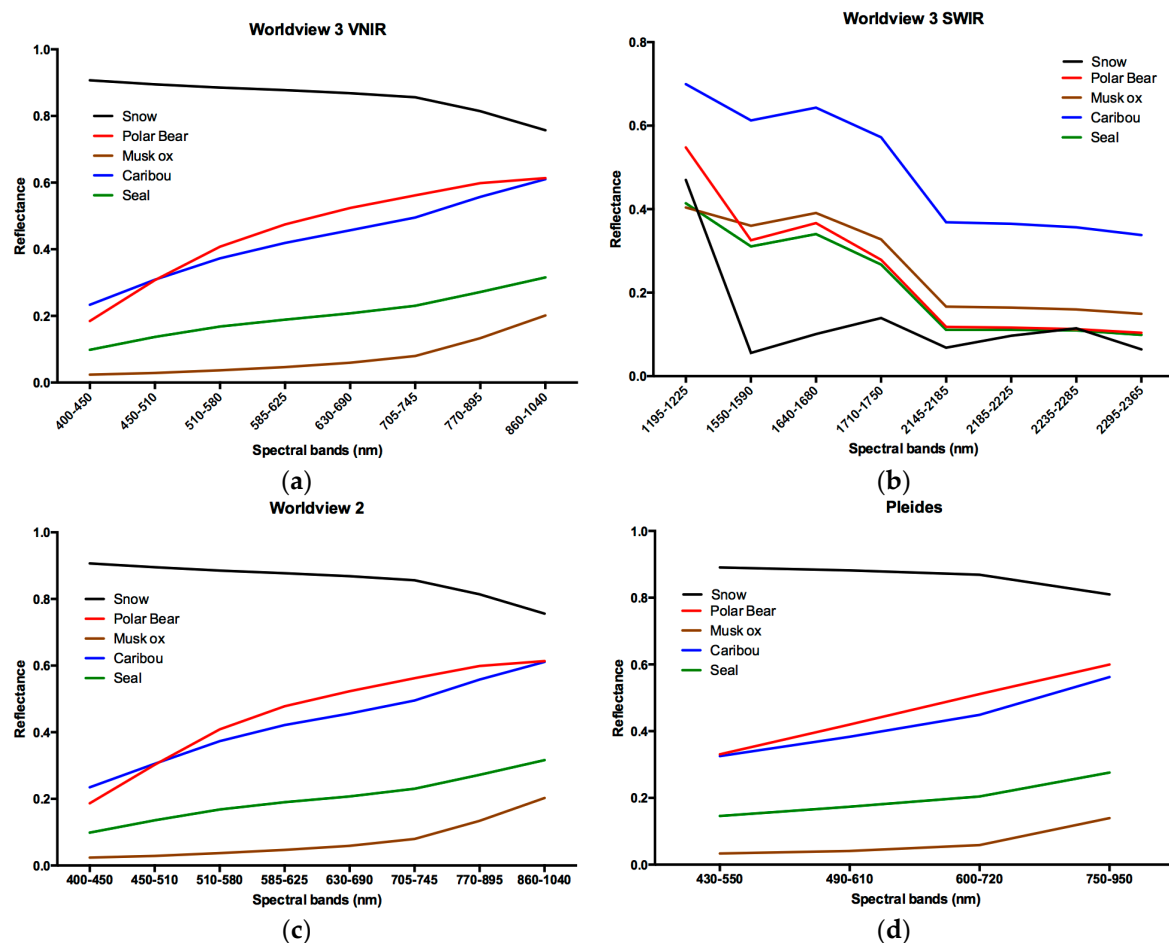 Worldview 3 VNIR
1.0
0.8
0.6
0.4
0.2
0.0
Reflectance
Snow
Polar Bear
Musk ox
Caribou
Seal
400-450
450-510
510-580
585-625
630-690
705-745
770-895
860-1040
Spectral bands (nm)
(a)
Worldview 3 SWIR
0.8
0.6
0.4
0.2
0.0
Reflectance
Snow
Polar Bear
Musk ox
Caribou
Seal
1195-1225
1550-1590
1640-1680
1710-1750
2145-2185
2185-2225
2235-2285
2295-2365
Spectral bands (nm)
(b)
Worldview 2
1.0
0.8
0.6
0.4
0.2
0.0
Reflectance
Snow
Polar Bear
Musk ox
Caribou
Seal
400-450
450-510
510-580
585-625
630-690
705-745
770-895
860-1040
Spectral bands (nm)
(c)
Pleides
1.0
0.8
0.6
0.4
0.2
0.0
Reflectance
Snow
Polar Bear
Musk ox
Caribou
Seal
430-550
490-610
600-720
750-950
Spectral bands (nm)
(d)